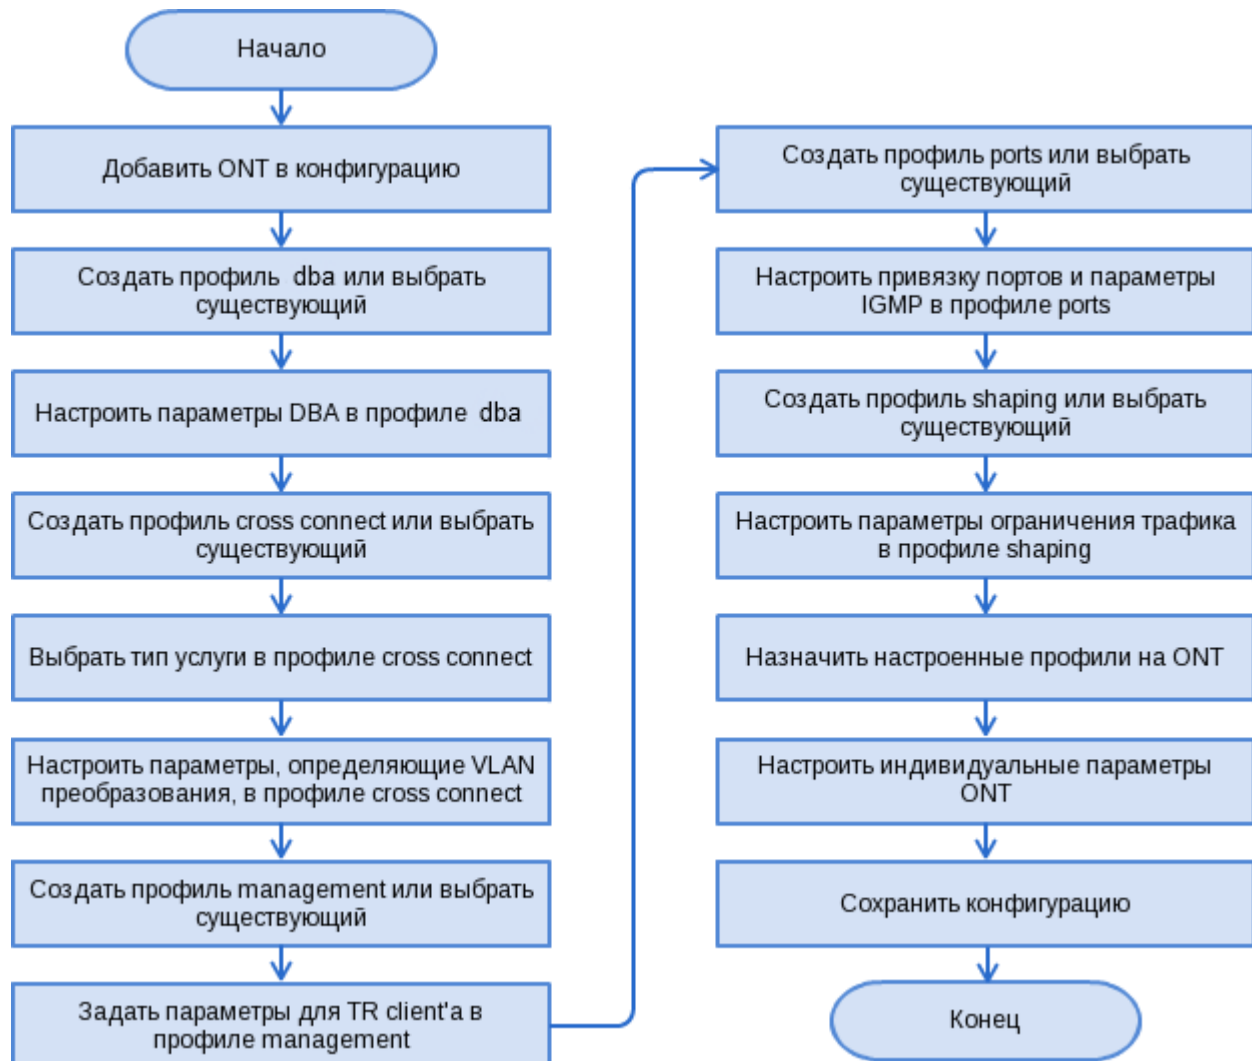 Начало
Добавить ONT в конфигурацию
Создать профиль dba или выбрать
существующий
Настроить параметры DBA в профиле dba
Создать профиль cross connect или выбрать
существующий
Выбрать тип услуги в профиле cross connect
Настроить параметры, определяющие VLAN
преобразования, в профиле cross connect
Создать профиль management или выбрать
существующий
Задать параметры для TR client'а в
профиле management
Создать профиль ports или выбрать
существующий
Настроить привязку портов и параметры
IGMP в профиле ports
Создать профиль shaping или выбрать
существующий
Настроить параметры ограничения трафика
в профиле shaping
Назначить настроенные профили на ONT
Настроить индивидуальные параметры
ONT
Сохранить конфигурацию
Конец